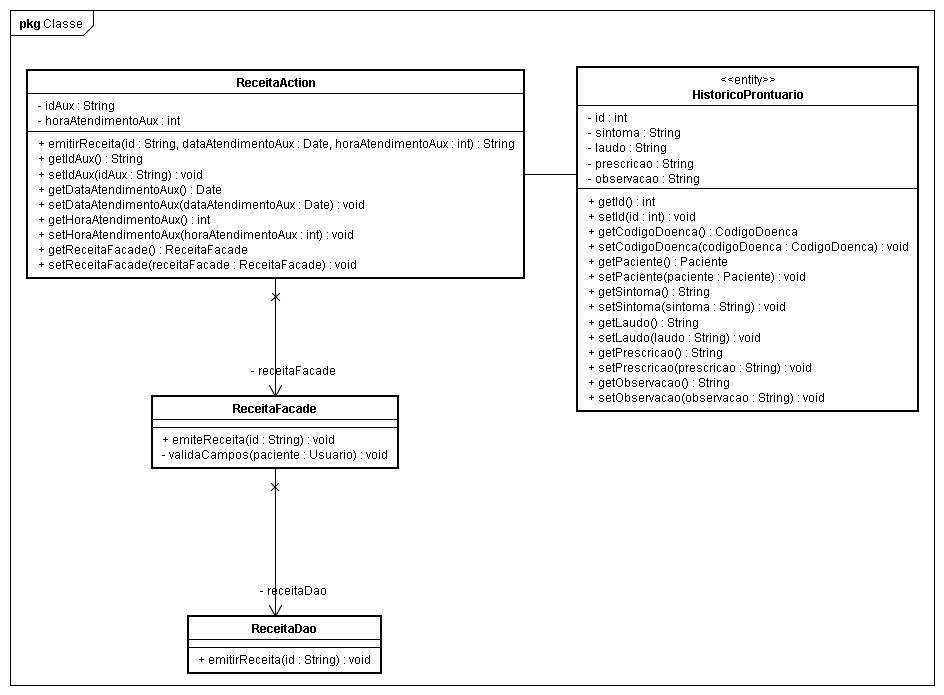 pkg Classe
ReceitaAction
- idAux : String
- horaAtendimentoAux : int
+ emitirReceita(id : String, dataAtendimentoAux : Date, horaAtendimentoAux : int) : String
+ getIdAux() : String
+ setIdAux(idAux : String) : void
+ getDataAtendimentoAux() : Date
+ setDataAtendimentoAux(dataAtendimentoAux : Date) : void
+ getHoraAtendimentoAux() : int
+ setHoraAtendimentoAux(horaAtendimentoAux : int) : void
+ getReceitaFacade() : ReceitaFacade
+ setReceitaFacade(receitaFacade : ReceitaFacade) : void
<<entity>>
HistoricoProntuario
- id : int
- sintoma : String
- laudo : String
- prescricao : String
- observacao : String
+ getId() : int
+ setId(id : int) : void
+ getCodigoDoenca() : CodigoDoenca
+ setCodigoDoenca(codigoDoenca : CodigoDoenca) : void
+ getPaciente() : Paciente
+ setPaciente(paciente : Paciente) : void
+ getSintoma() : String
+ setSintoma(sintoma : String) : void
+ getLaudo() : String
+ setLaudo(laudo : String) : void
+ getPrescricao() : String
+ setPrescricao(prescricao : String) : void
+ getObservacao() : String
+ setObservacao(observacao : String) : void
- receitaFacade
ReceitaFacade
+ emiteReceita(id : String) : void
- validaCampos(paciente : Usuario) : void
- receitaDao
ReceitaDao
+ emitirReceita(id : String) : void